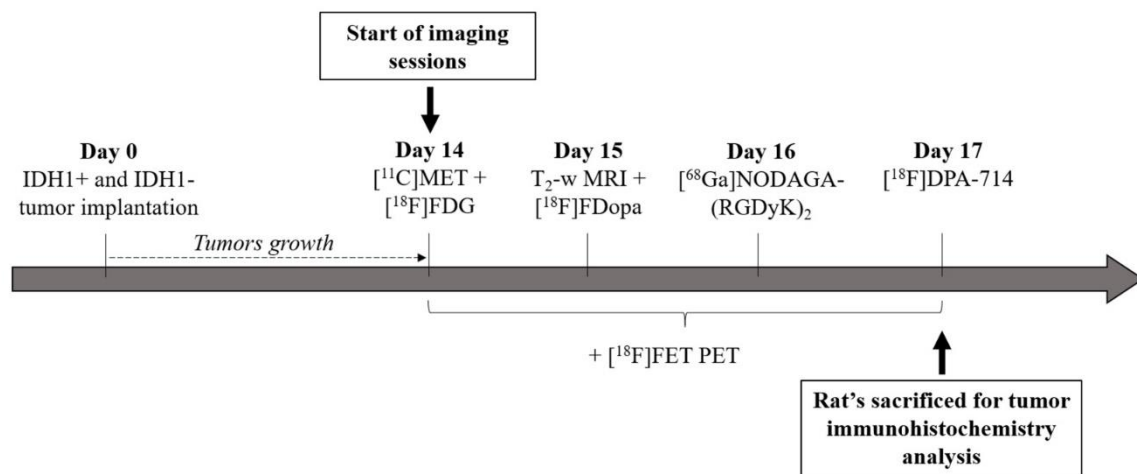 Start of imaging
sessions
Day 0
IDH1+ and IDH1-
tumor implantation
Day 14
[¹¹C]MET +
[¹⁸F]FDG
Day 15
T₂-w MRI +
[¹⁸F]FDopa
Day 16
[⁶⁸Ga]NODAGA-
(RGDyK)₂
Day 17
[¹⁸F]DPA-714
Tumors growth
+ [¹⁸F]FET PET
Rat's sacrificed for tumor
immunohistochemistry
analysis